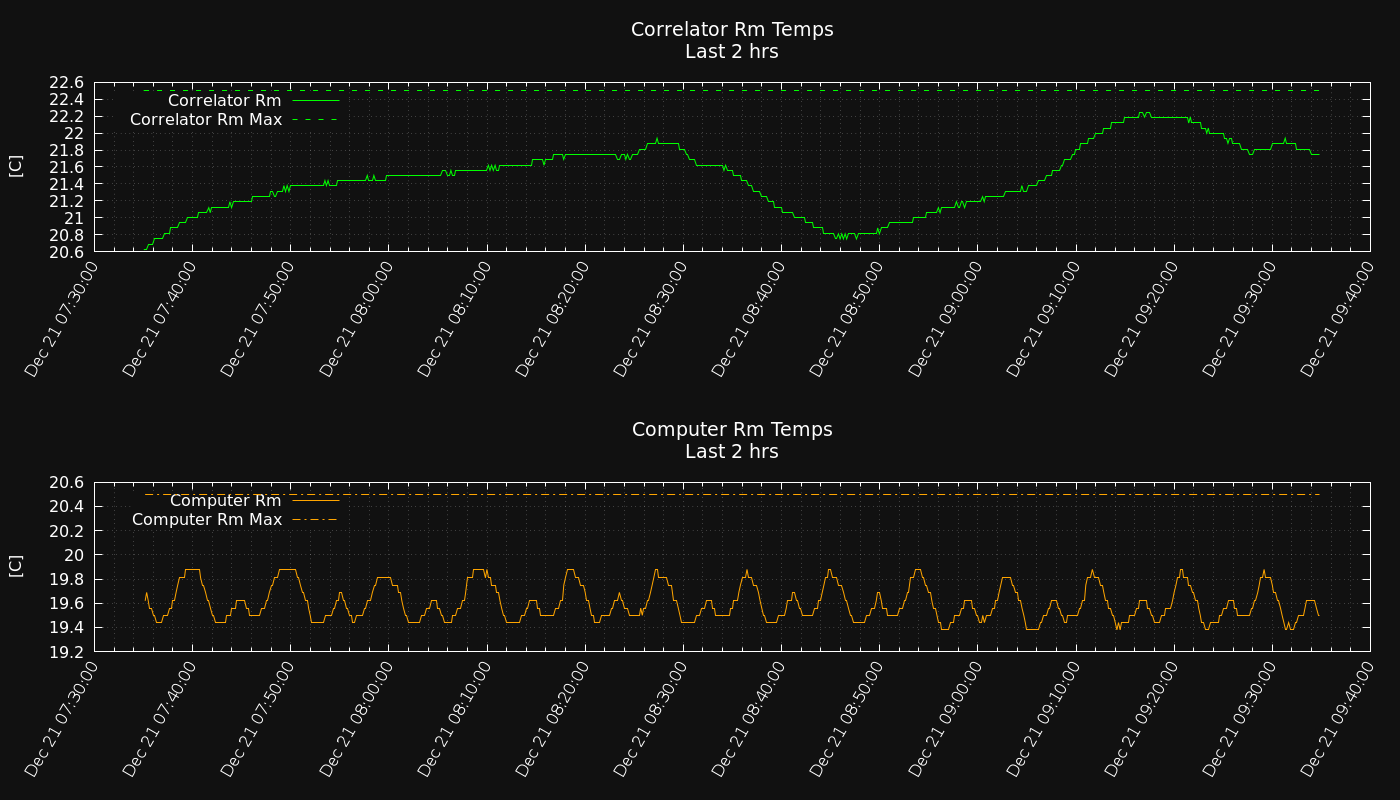 Correlator Rm Temps
Last 2 hrs
[C]
22.6
22.4
22.2
22
21.8
21.6
21.4
21.2
21
20.8
20.6
Correlator Rm
Correlator Rm Max
Dec 21 07:30:00
Dec 21 07:40:00
Dec 21 07:50:00
Dec 21 08:00:00
Dec 21 08:10:00
Dec 21 08:20:00
Dec 21 08:30:00
Dec 21 08:40:00
Dec 21 08:50:00
Dec 21 09:00:00
Dec 21 09:10:00
Dec 21 09:20:00
Dec 21 09:30:00
Dec 21 09:40:00
Computer Rm Temps
Last 2 hrs
[C]
20.6
20.4
20.2
20
19.8
19.6
19.4
19.2
Computer Rm
Computer Rm Max
Dec 21 07:30:00
Dec 21 07:40:00
Dec 21 07:50:00
Dec 21 08:00:00
Dec 21 08:10:00
Dec 21 08:20:00
Dec 21 08:30:00
Dec 21 08:40:00
Dec 21 08:50:00
Dec 21 09:00:00
Dec 21 09:10:00
Dec 21 09:20:00
Dec 21 09:30:00
Dec 21 09:40:00